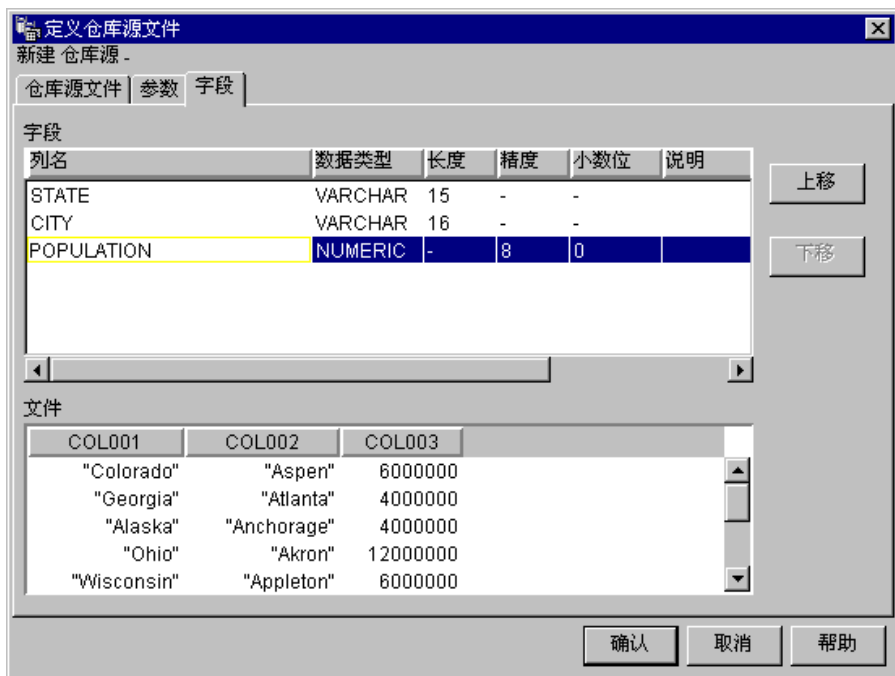 定义仓库源文件
新建 仓库源 -
仓库源文件 参数 字段
字段
列名 数据类型 长度 精度 小数位 说明
STATE VARCHAR 15 - -
CITY VARCHAR 16 - -
POPULATION NUMERIC - 8 0
上移
下移
文件
COL001 COL002 COL003
"Colorado" "Aspen" 6000000
"Georgia" "Atlanta" 4000000
"Alaska" "Anchorage" 4000000
"Ohio" "Akron" 12000000
"Wisconsin" "Appleton" 6000000
确认 取消 帮助